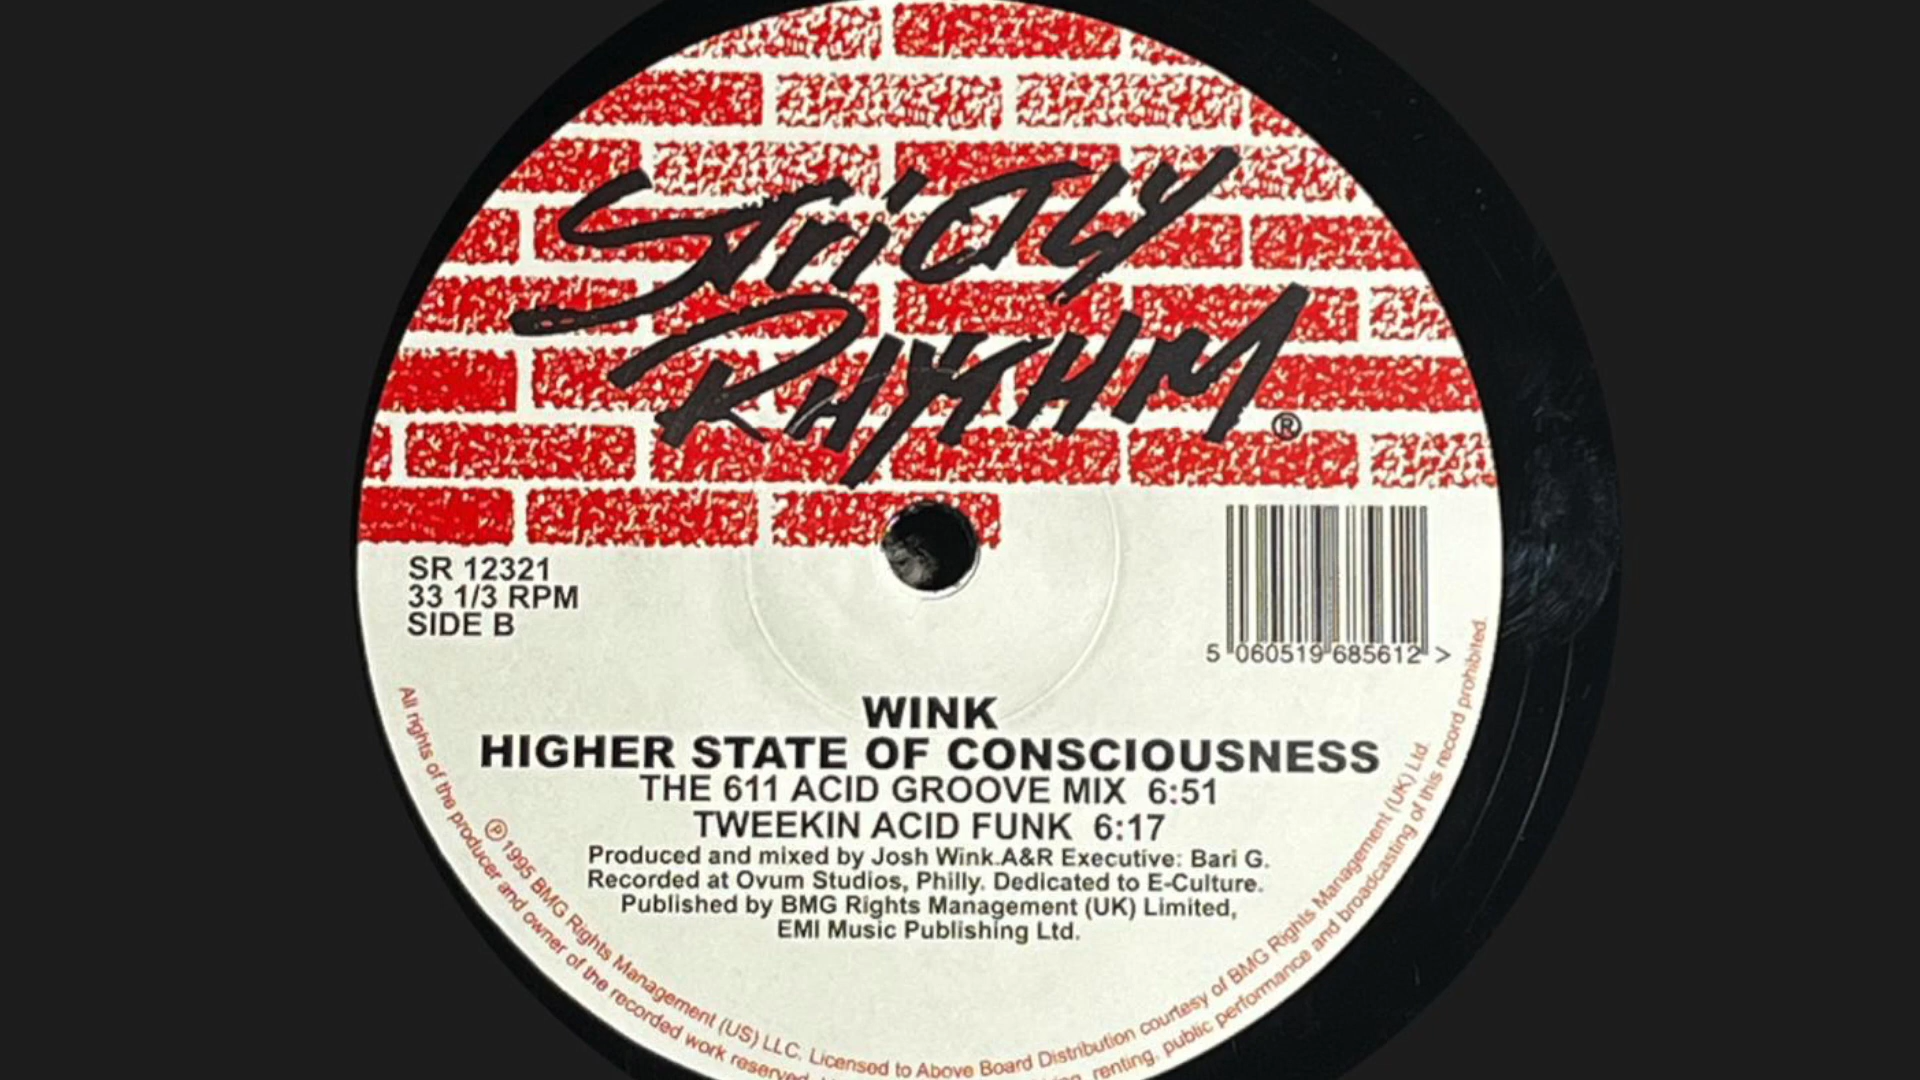 Strictly
Rhythm ®
SR 12321
33 1/3 RPM
SIDE B
5 060519 685612 >
WINK
HIGHER STATE OF CONSCIOUSNESS
THE 611 ACID GROOVE MIX 6:51
TWEEKIN ACID FUNK 6:17
Produced and mixed by Josh Wink.A&R Executive: Bari G.
Recorded at Ovum Studios, Philly. Dedicated to E-Culture.
Published by BMG Rights Management (UK) Limited,
EMI Music Publishing Ltd.
℗ 1995 BMG Rights Management (US) LLC. Licensed to Above Board Distribution courtesy of BMG Rights Management (UK) Ltd.
All rights of the producer and owner of the recorded work reserved. renting, public performance and broadcasting of this record prohibited.